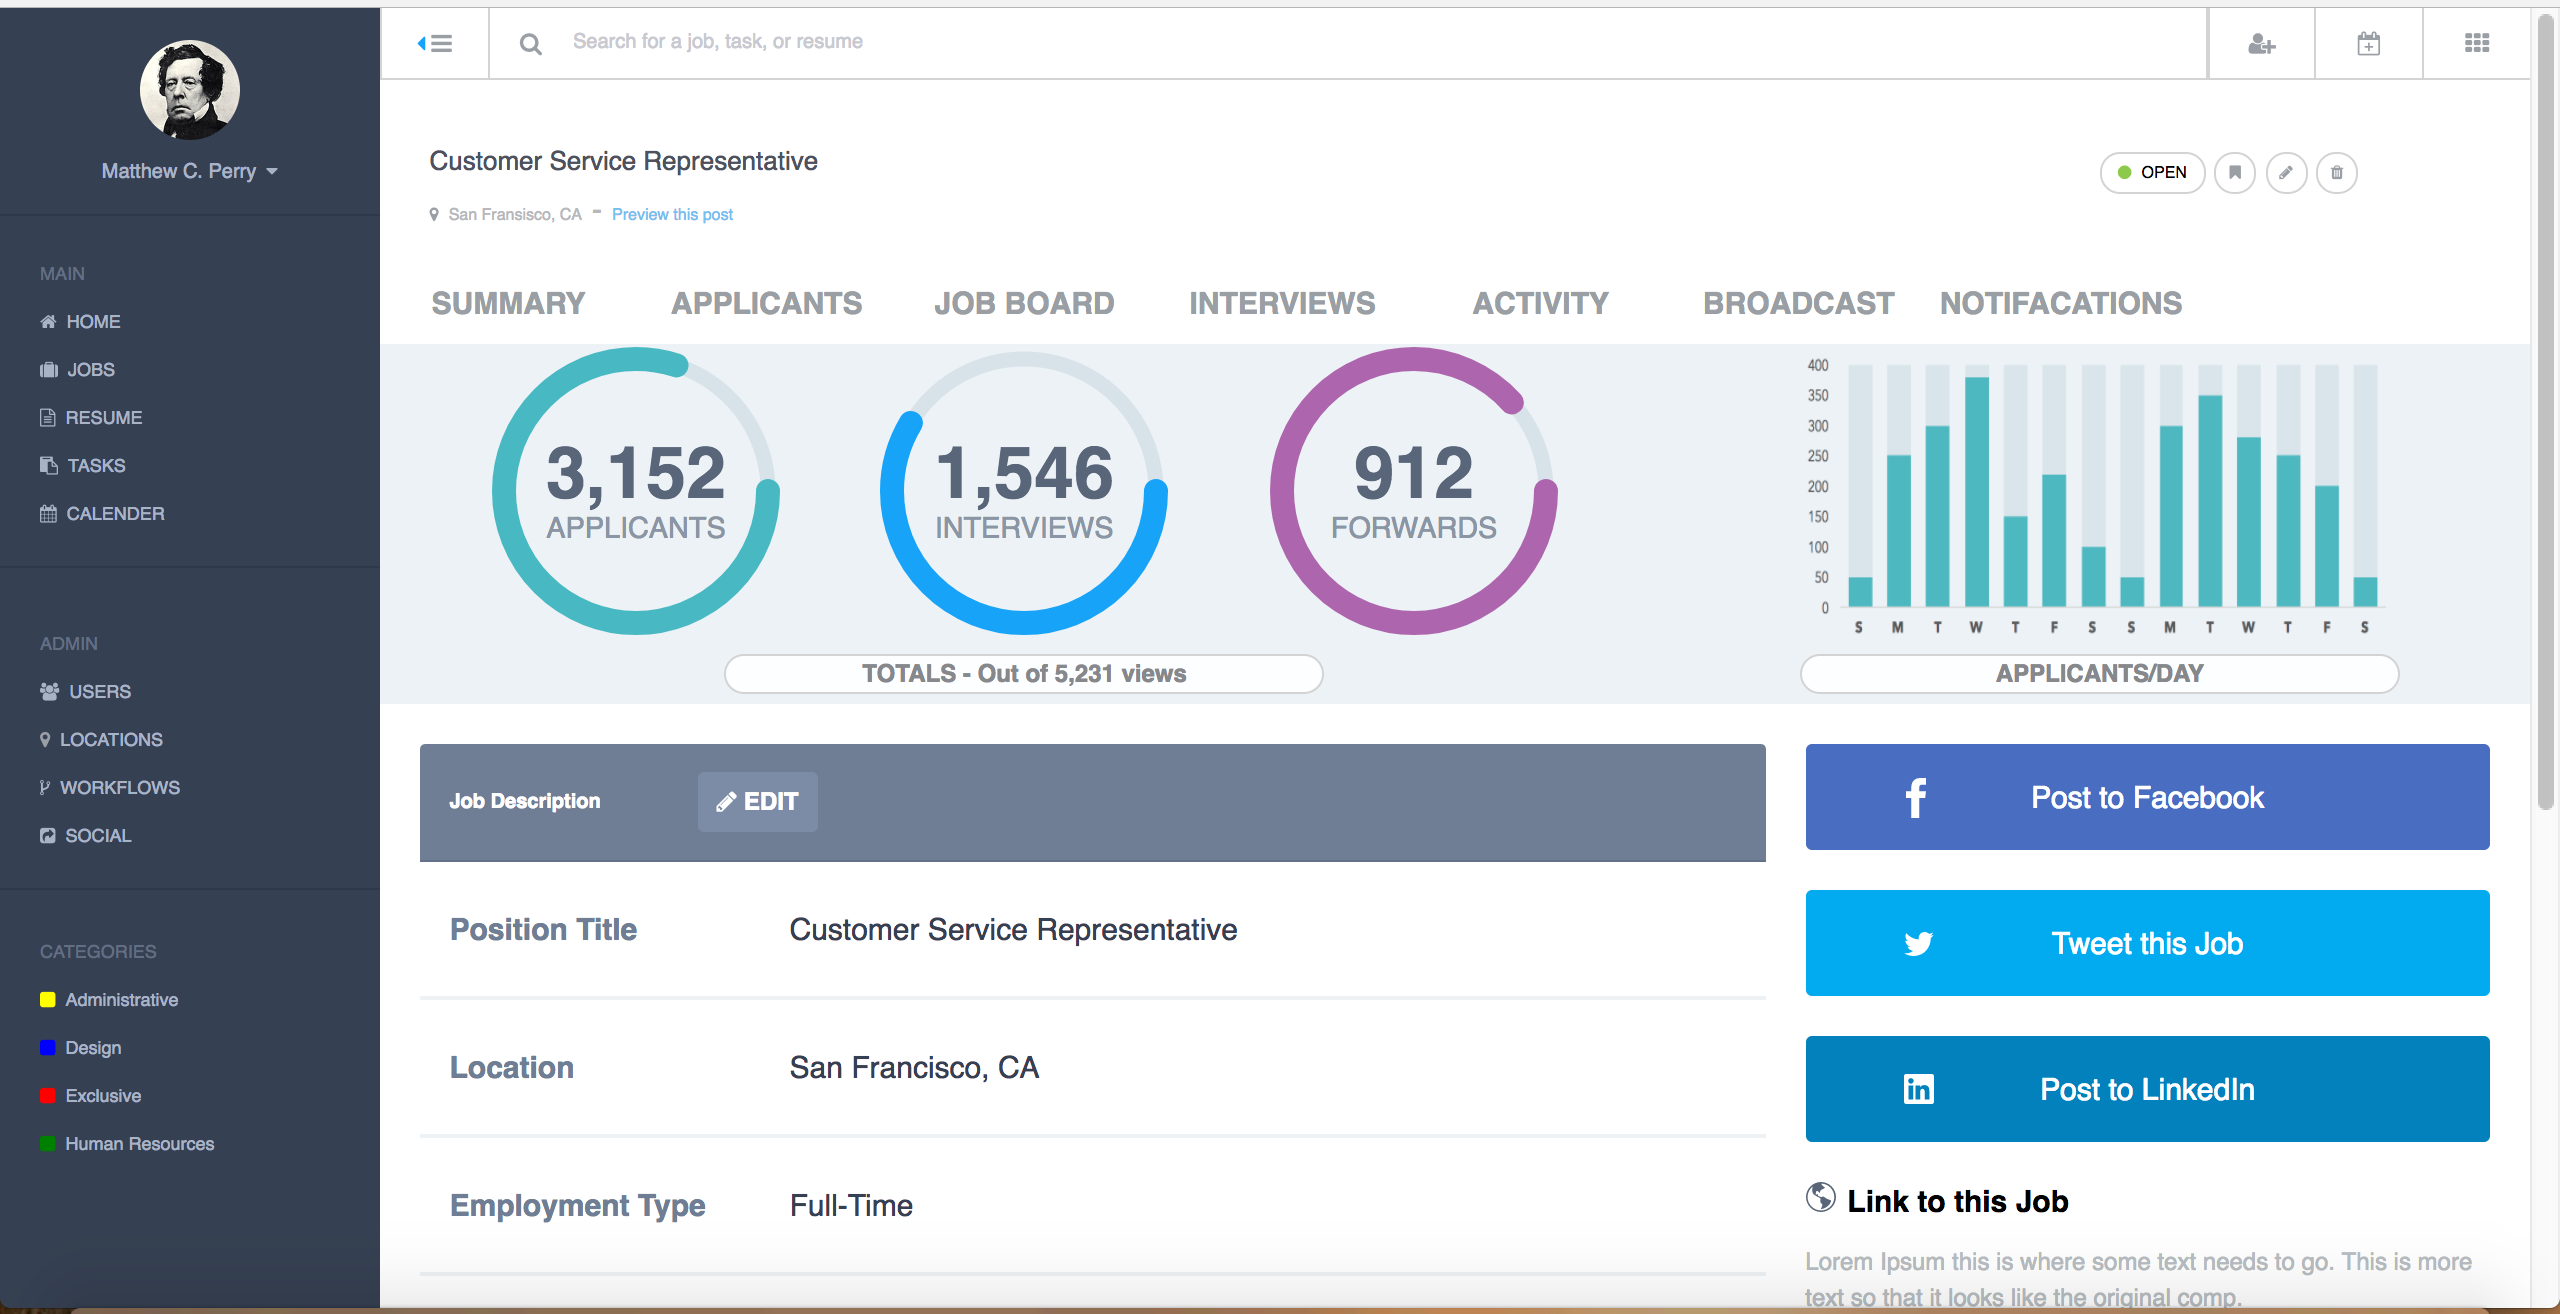 Matthew C. Perry
MAIN
HOME
JOBS
RESUME
TASKS
CALENDER
ADMIN
USERS
LOCATIONS
WORKFLOWS
SOCIAL
CATEGORIES
Administrative
Design
Exclusive
Human Resources
Search for a job, task, or resume
Customer Service Representative
OPEN
San Fransisco, CA - Preview this post
SUMMARY APPLICANTS JOB BOARD INTERVIEWS ACTIVITY BROADCAST NOTIFACATIONS
3,152
APPLICANTS
1,546
INTERVIEWS
912
FORWARDS
TOTALS - Out of 5,231 views
400
350
300
250
200
150
100
50
0
S M T W T F S S M T W T F S
APPLICANTS/DAY
Job Description EDIT
Position Title Customer Service Representative
Location San Francisco, CA
Employment Type Full-Time
Post to Facebook
Tweet this Job
Post to LinkedIn
Link to this Job
Lorem Ipsum this is where some text needs to go. This is more
text so that it looks like the original comp.